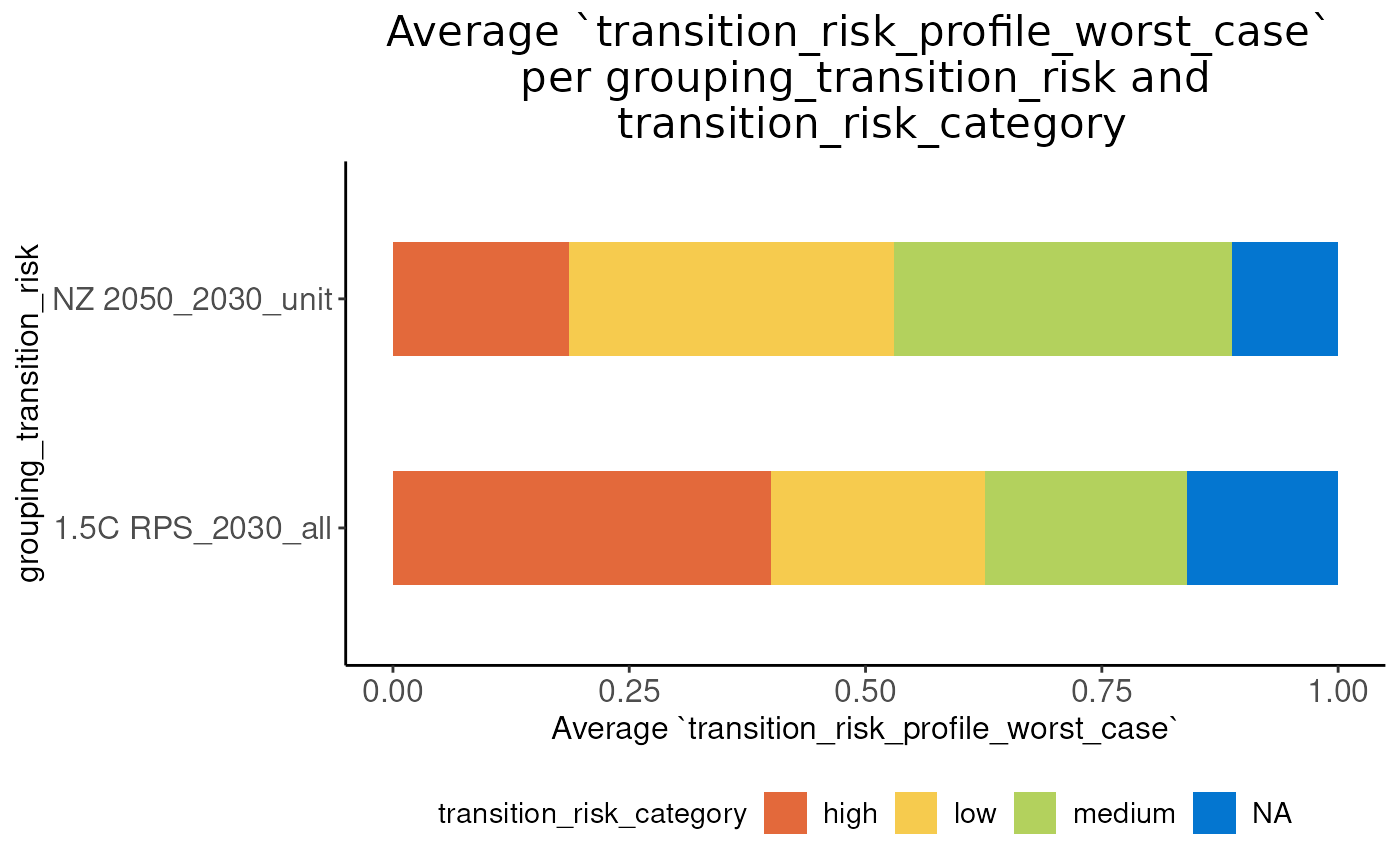 Average `transition_risk_profile_worst_case`
per grouping_transition_risk and
transition_risk_category
grouping_transition_risk
NZ 2050_2030_unit
1.5C RPS_2030_all
0.00 0.25 0.50 0.75 1.00
Average `transition_risk_profile_worst_case`
transition_risk_category high low medium NA